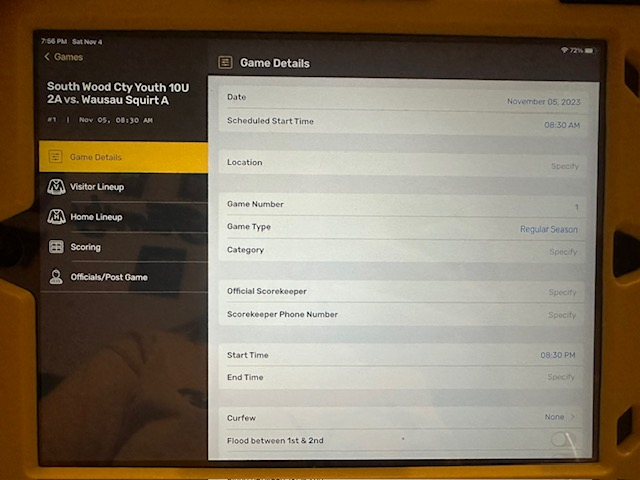 7:56 PM Sat Nov 4
72%
Games
Game Details
South Wood Cty Youth 10U
2A vs. Wausau Squirt A
#1 | Nov 05, 08:30 AM
Game Details
Visitor Lineup
Home Lineup
Scoring
Officials/Post Game
Date November 05, 2023
Scheduled Start Time 08:30 AM
Location Specify
Game Number 1
Game Type Regular Season
Category Specify
Official Scorekeeper Specify
Scorekeeper Phone Number Specify
Start Time 08:30 PM
End Time Specify
Curfew None
Flood between 1st & 2nd